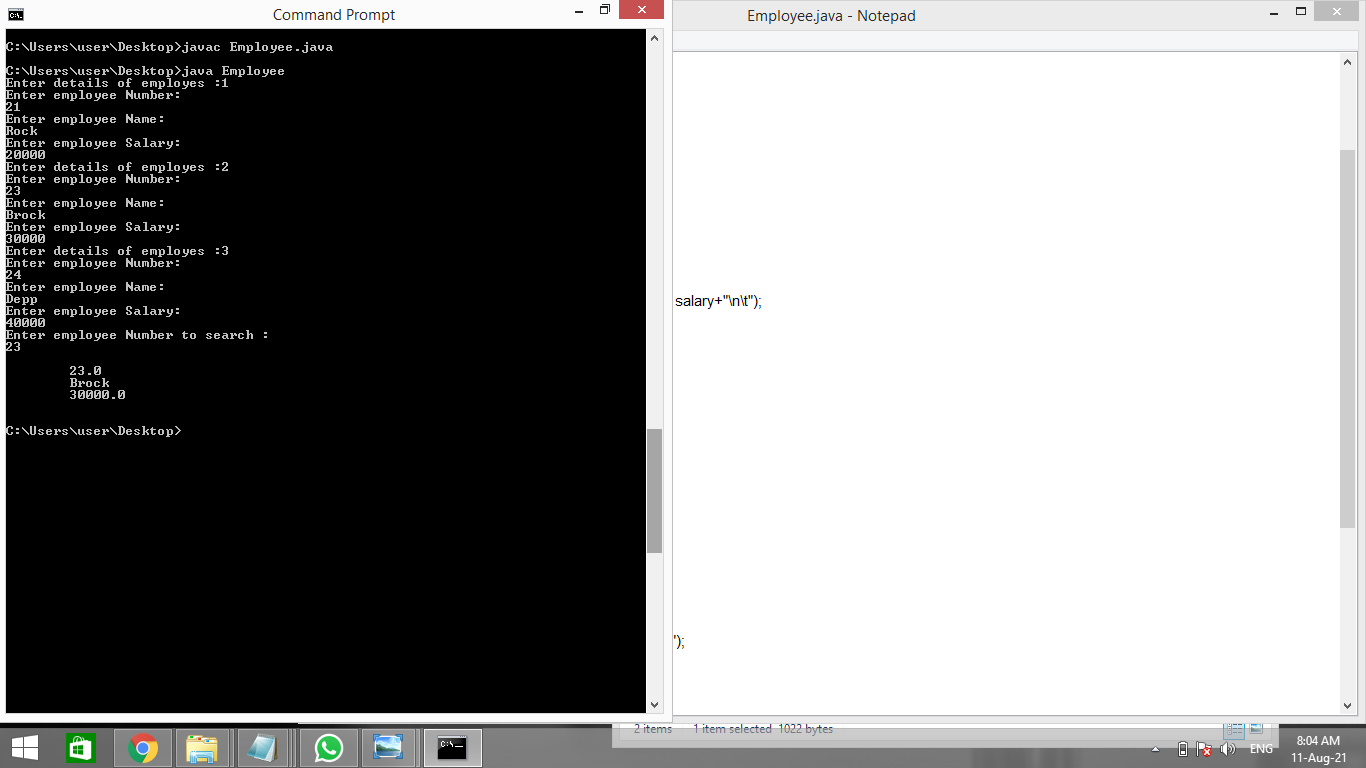 Command Prompt
C:\Users\user\Desktop>javac Employee.java
C:\Users\user\Desktop>java Employee
Enter details of employes :1
Enter employee Number:
21
Enter employee Name:
Rock
Enter employee Salary:
20000
Enter details of employes :2
Enter employee Number:
23
Enter employee Name:
Brock
Enter employee Salary:
30000
Enter details of employes :3
Enter employee Number:
24
Enter employee Name:
Depp
Enter employee Salary:
40000
Enter employee Number to search :
23
23.0
Brock
30000.0
C:\Users\user\Desktop>
Employee.java - Notepad
salary+"\n\t");
");
2 items 1 item selected 1022 bytes
C:\
ENG
8:04 AM
11-Aug-21